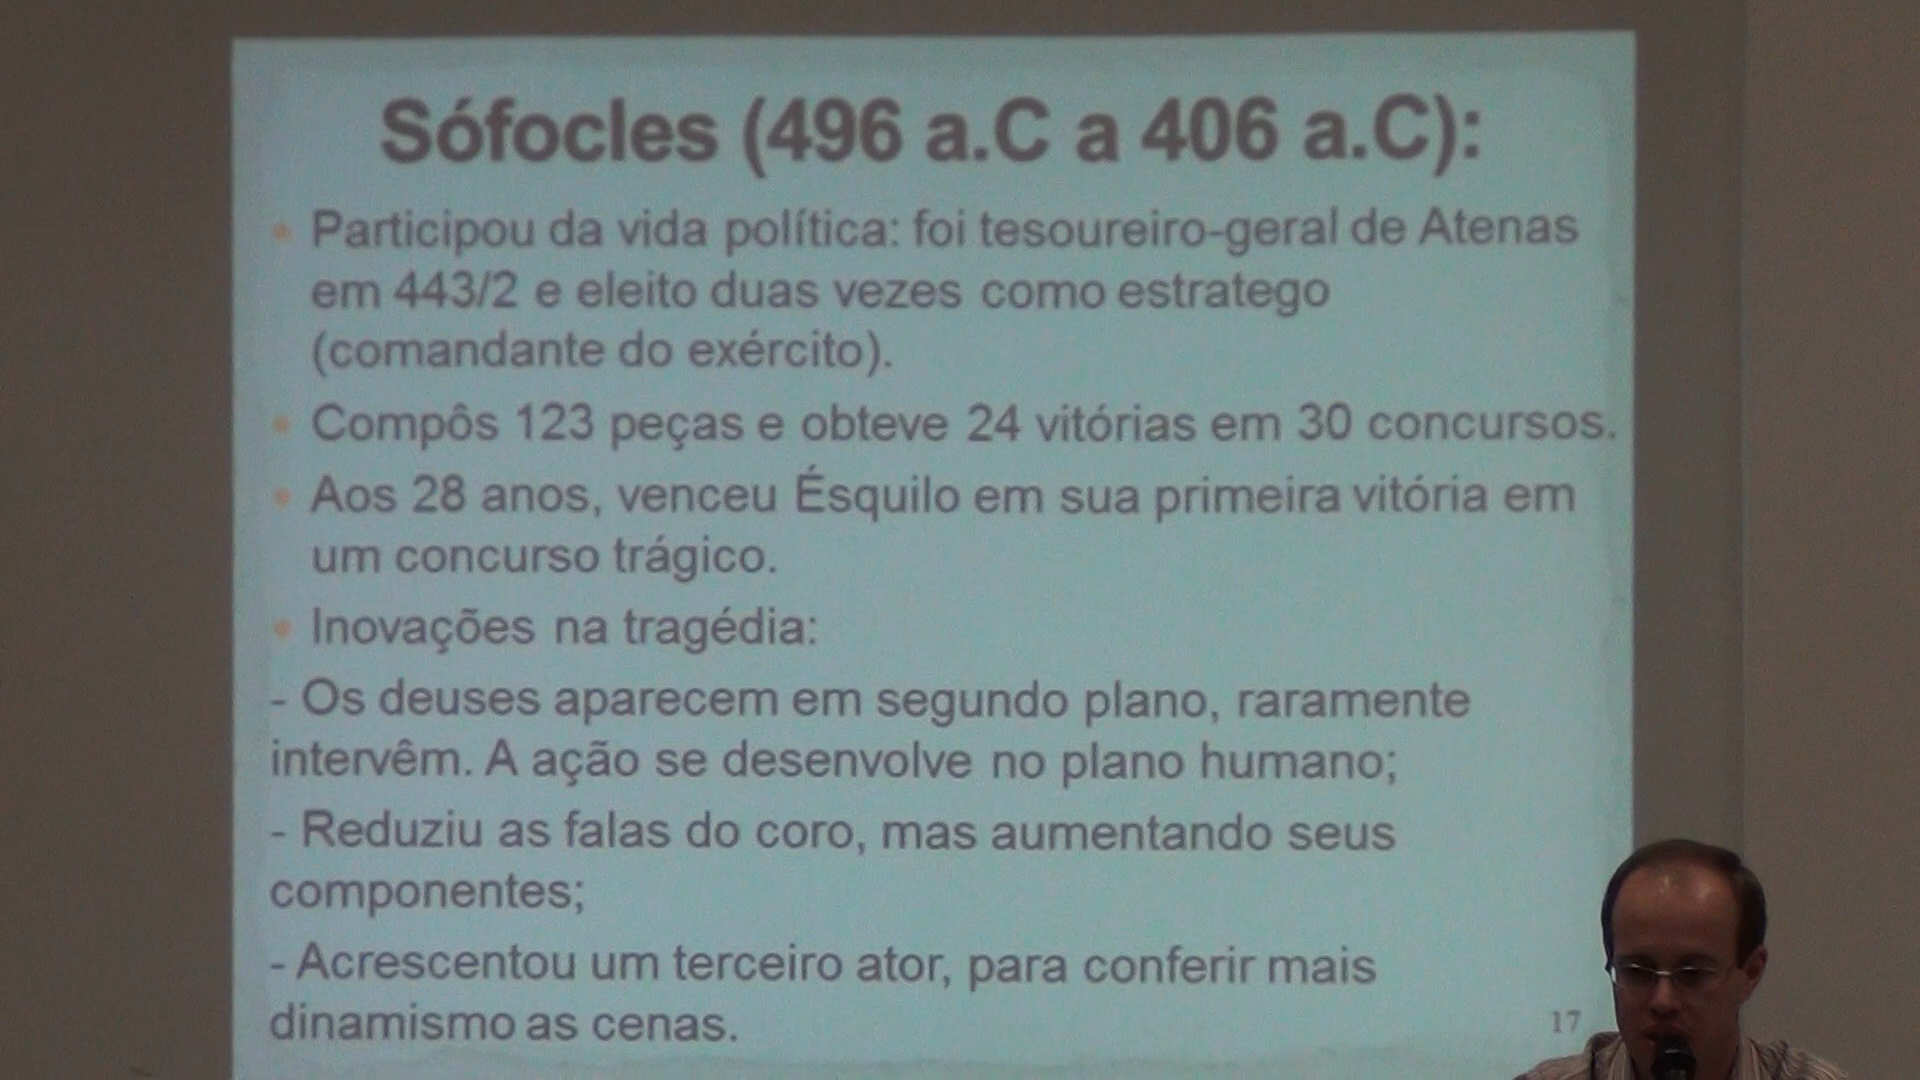 Sófocles (496 a.C a 406 a.C):
• Participou da vida política: foi tesoureiro-geral de Atenas
em 443/2 e eleito duas vezes como estratego
(comandante do exército).
• Compôs 123 peças e obteve 24 vitórias em 30 concursos.
• Aos 28 anos, venceu Ésquilo em sua primeira vitória em
um concurso trágico.
• Inovações na tragédia:
- Os deuses aparecem em segundo plano, raramente
intervêm. A ação se desenvolve no plano humano;
- Reduziu as falas do coro, mas aumentando seus
componentes;
- Acrescentou um terceiro ator, para conferir mais
dinamismo as cenas.
17